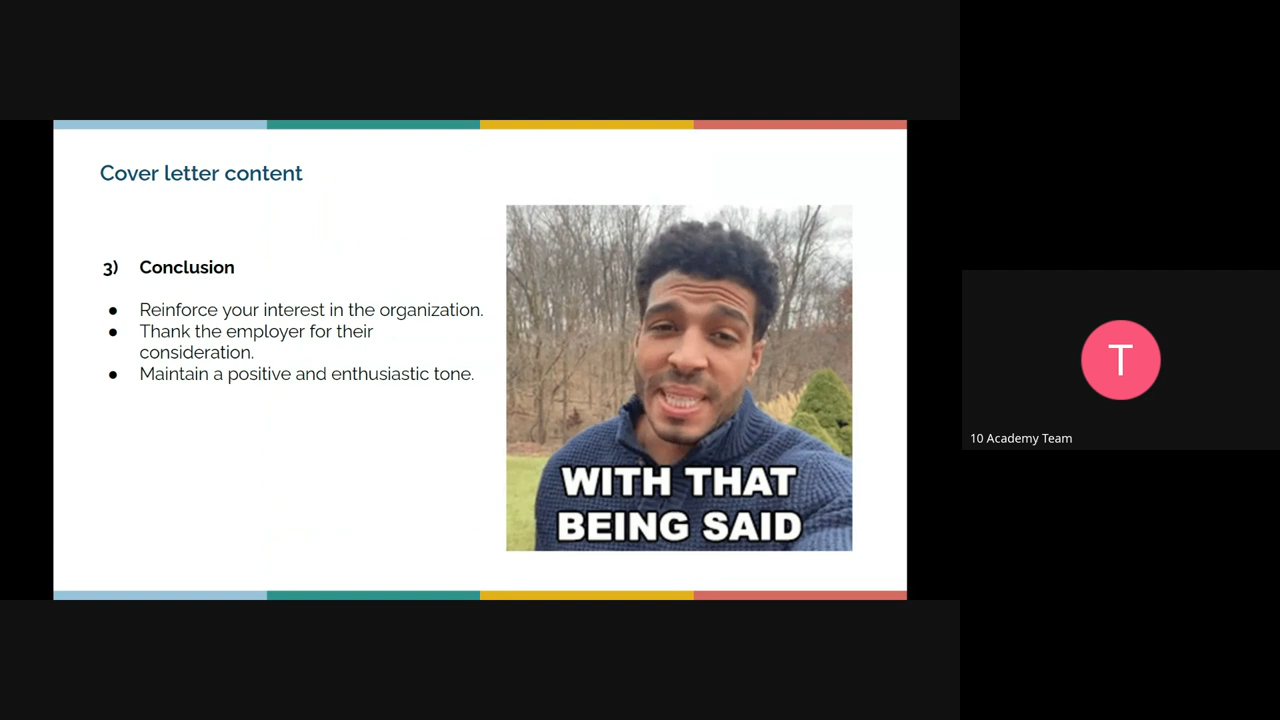 Cover letter content
3) Conclusion
● Reinforce your interest in the organization.
● Thank the employer for their
consideration.
● Maintain a positive and enthusiastic tone.
WITH THAT
BEING SAID
T
10 Academy Team